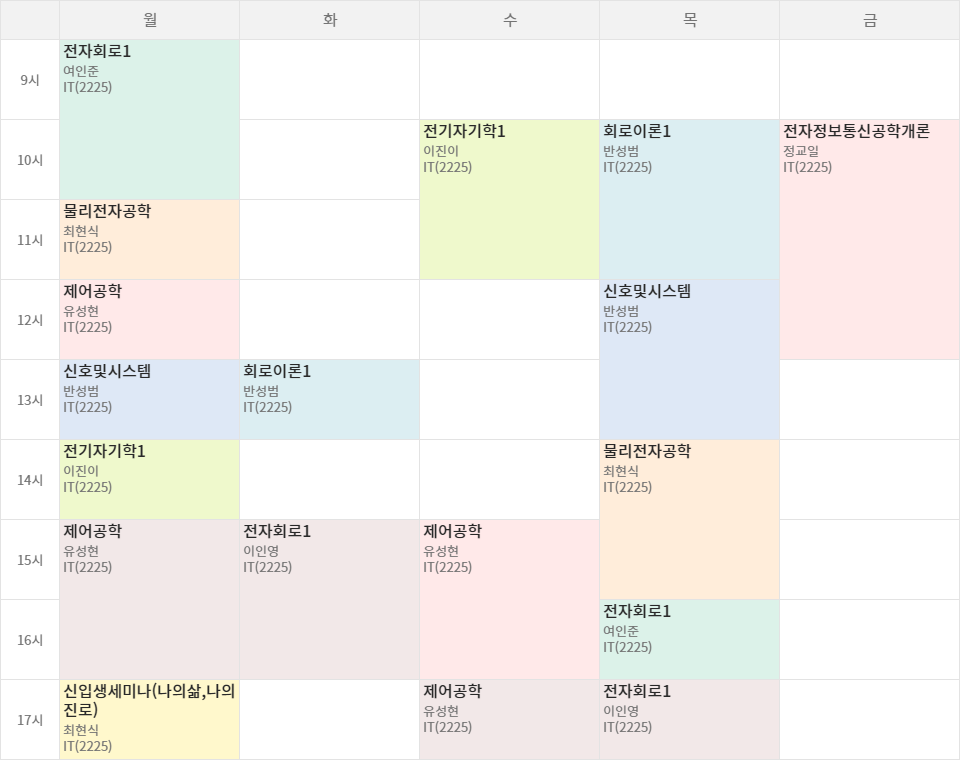 월 화 수 목 금
9시
전자회로1
여인준
IT(2225)
10시
전기자기학1
이진이
IT(2225)
회로이론1
반성범
IT(2225)
전자정보통신공학개론
정교일
IT(2225)
11시
물리전자공학
최현식
IT(2225)
12시
제어공학
유성현
IT(2225)
신호및시스템
반성범
IT(2225)
13시
신호및시스템
반성범
IT(2225)
회로이론1
반성범
IT(2225)
14시
전기자기학1
이진이
IT(2225)
물리전자공학
최현식
IT(2225)
15시
제어공학
유성현
IT(2225)
전자회로1
이인영
IT(2225)
제어공학
유성현
IT(2225)
16시
전자회로1
여인준
IT(2225)
17시
신입생세미나(나의삶,나의
진로)
최현식
IT(2225)
제어공학
유성현
IT(2225)
전자회로1
이인영
IT(2225)